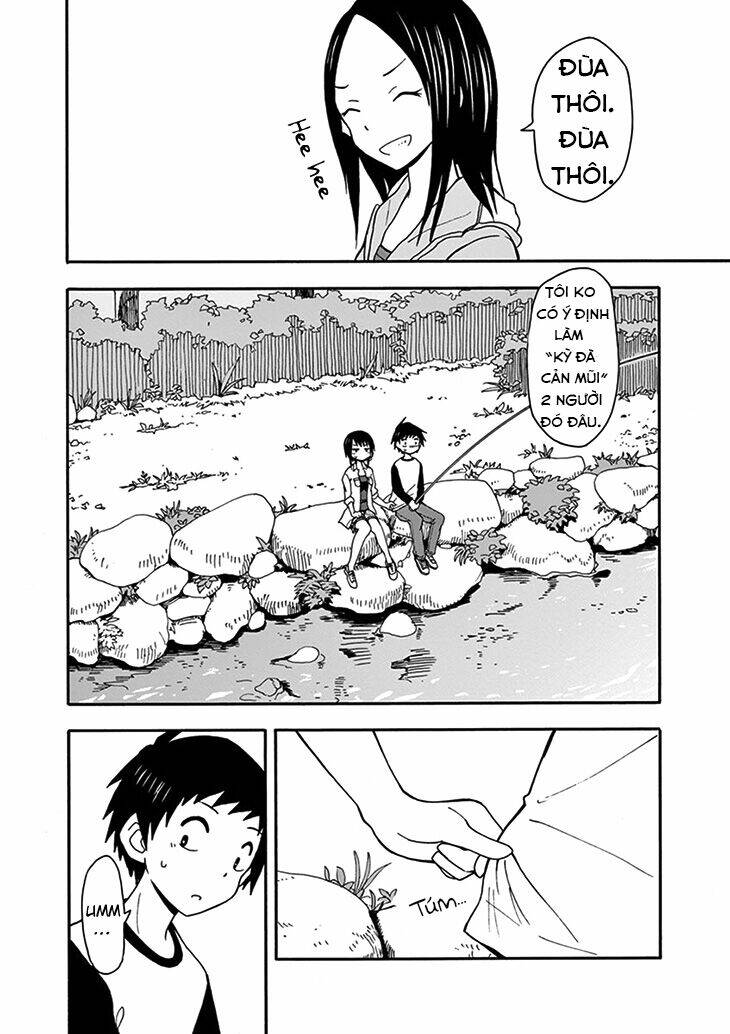 ĐÙA
THÔI.
ĐÙA
THÔI.
Hee hee
TÔI KO
CÓ Ý ĐỊNH
LÀM
“KỲ ĐÀ
CẢN MŨI“
2 NGƯỜI
ĐÓ ĐÂU.
UMM
...
Túm...